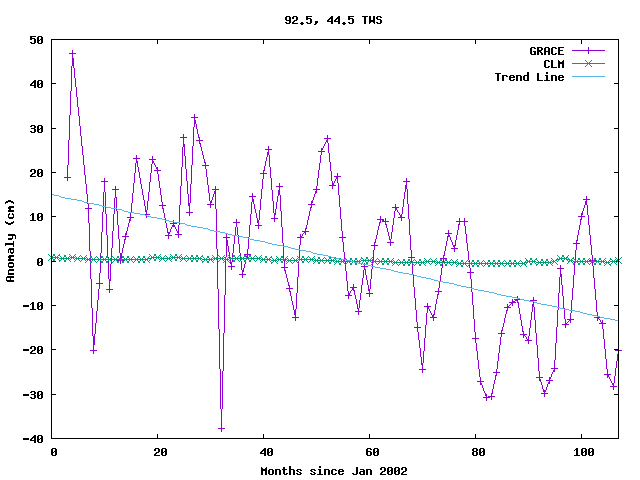 92.5, 44.5 TWS
GRACE
CLM
Trend Line
50
40
30
20
10
0
-10
-20
-30
-40
Anomaly (cm)
0 20 40 60 80 100
Months since Jan 2002